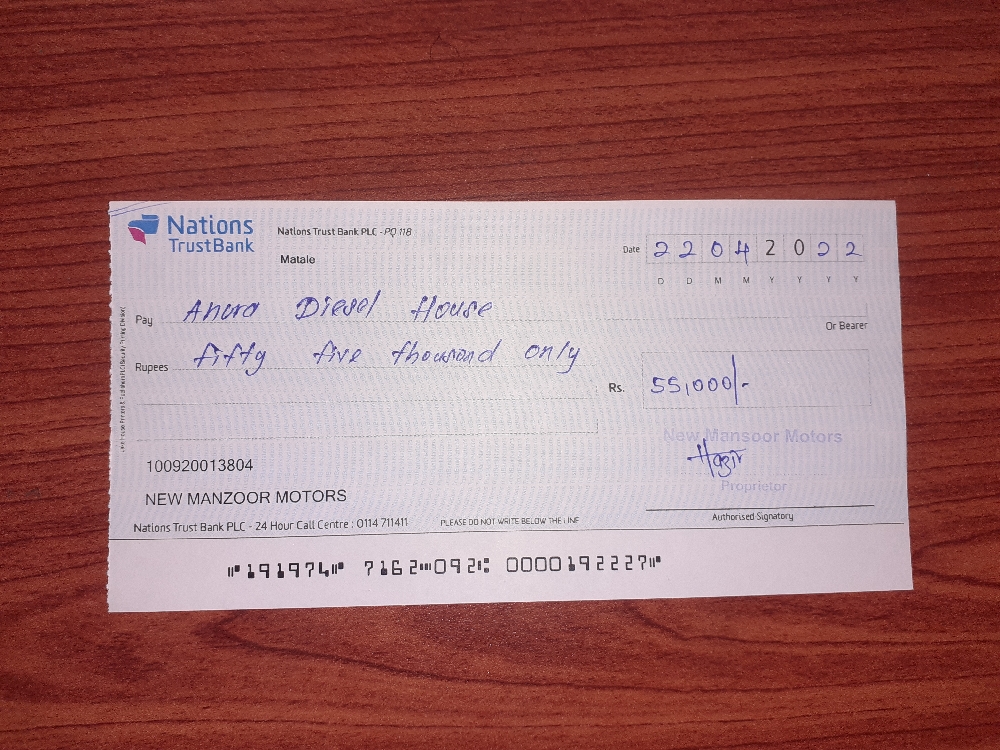 Nations
TrustBank
Nations Trust Bank PLC - PQ 118
Matale
Date 2 2 0 4 2 0 2 2
D D M M Y Y Y Y
Pay Anura Diesel House
Or Bearer
Rupees fifty five thousand only
Rs. 55,000/-
New Mansoor Motors
Proprietor
100920013804
NEW MANZOOR MOTORS
Authorised Signatory
Nations Trust Bank PLC - 24 Hour Call Centre : 0114 711411 PLEASE DO NOT WRITE BELOW THE LINE
⑈191974⑈ 7162⑉092⑆ 0000192227⑈